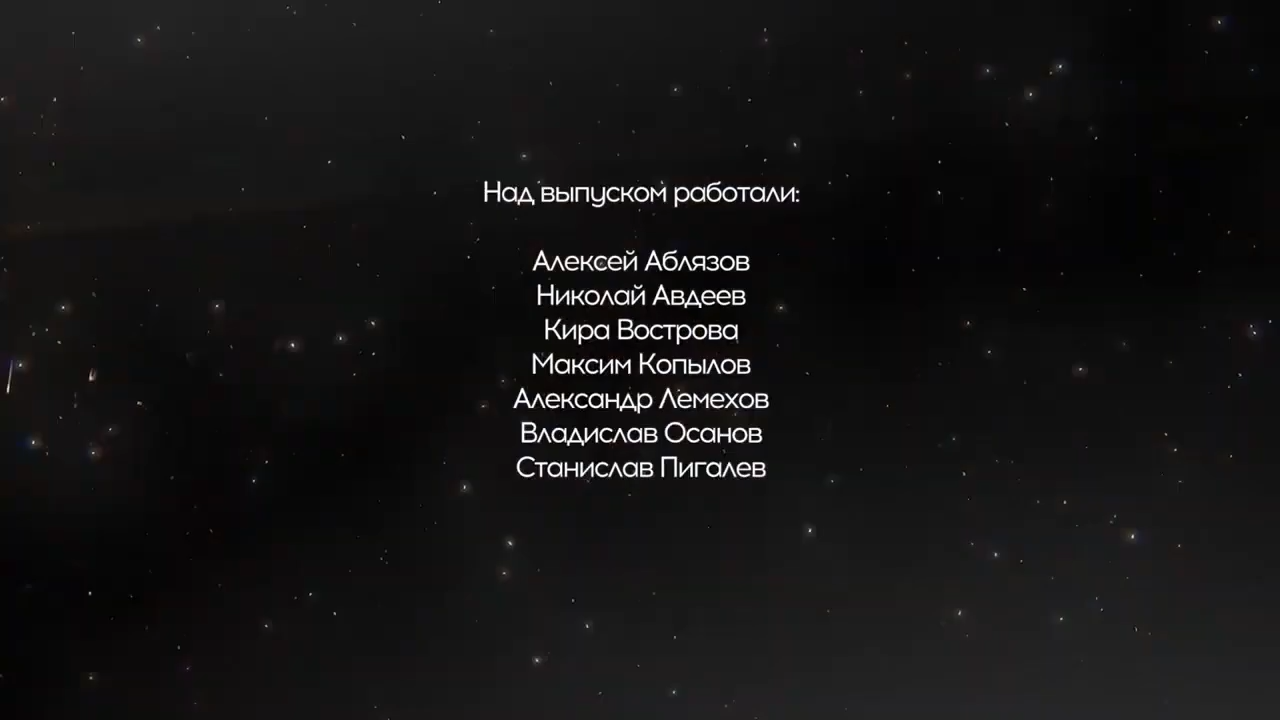 Над выпуском работали:
Алексей Аблязов
Николай Авдеев
Кира Вострова
Максим Копылов
Александр Лемехов
Владислав Осанов
Станислав Пигалев